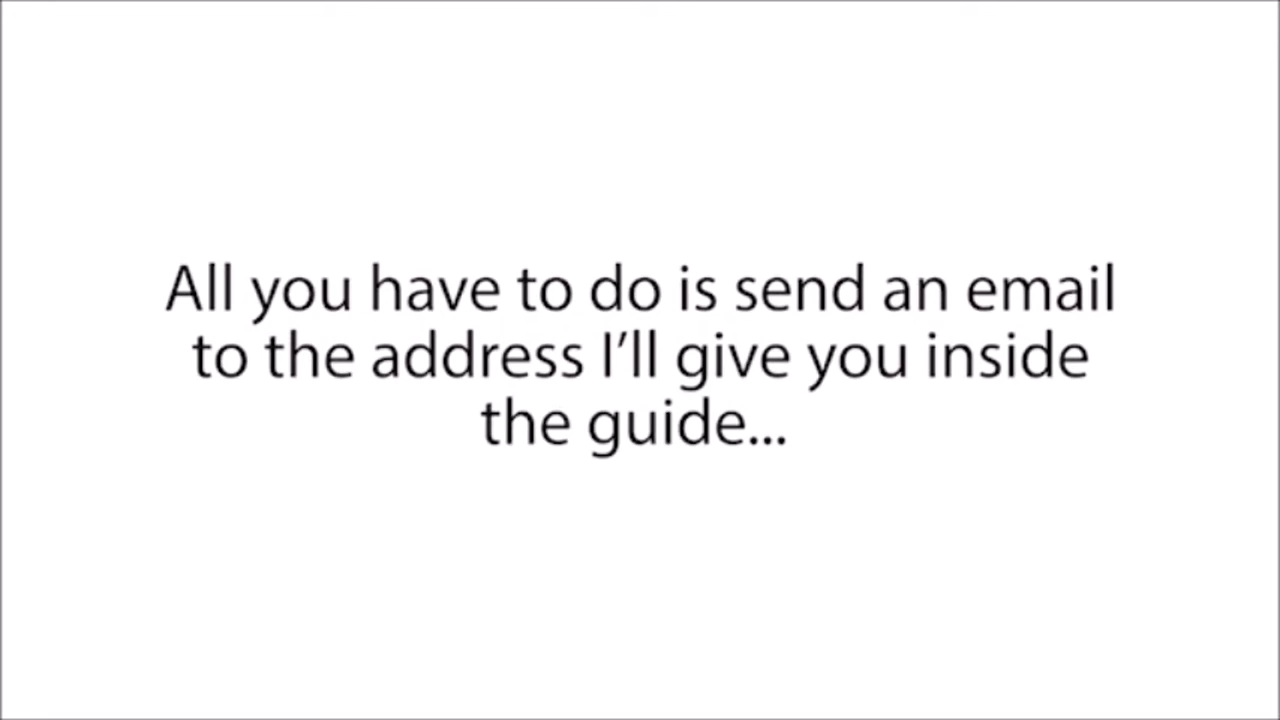 All you have to do is send an email
to the address I’ll give you inside
the guide...